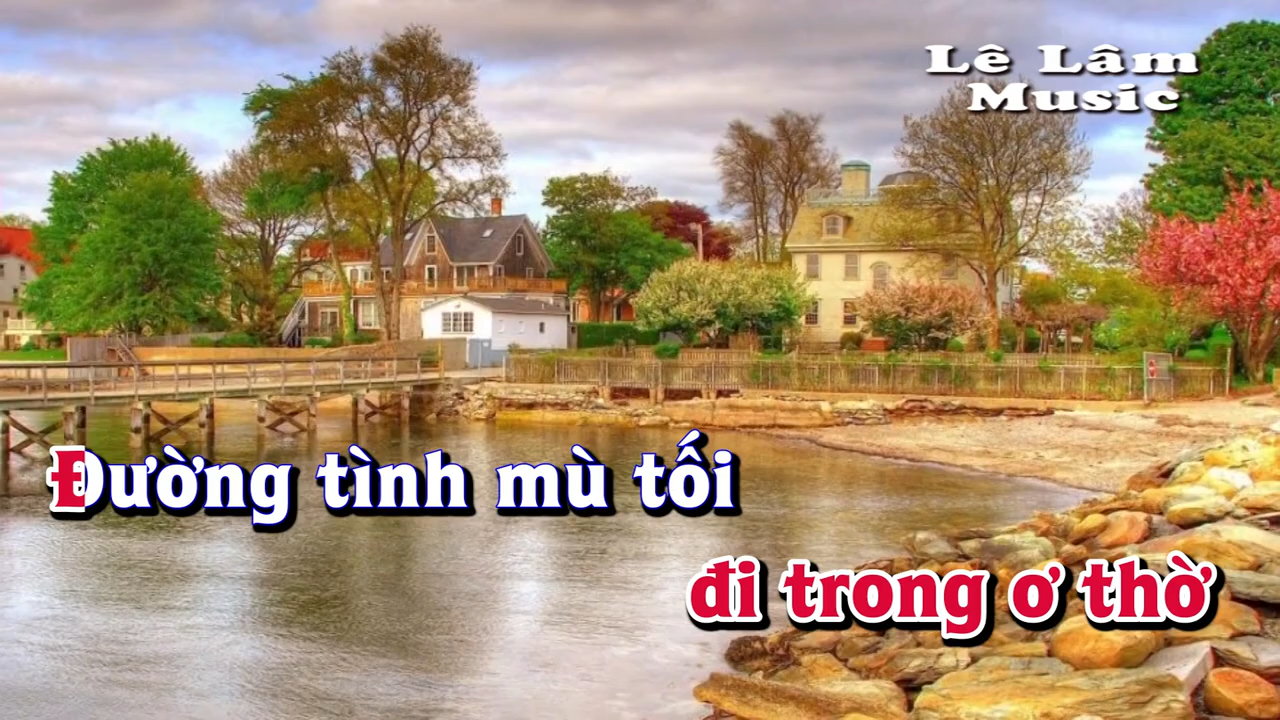 Lê Lâm
Music
Đường tình mù tối
đi trong ơ thờ